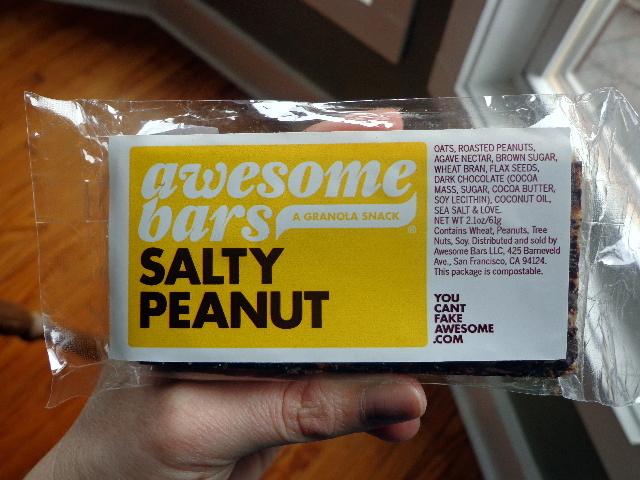 awesome
bars
A GRANOLA SNACK
®
SALTY
PEANUT
OATS, ROASTED PEANUTS,
AGAVE NECTAR, BROWN SUGAR,
WHEAT BRAN, FLAX SEEDS,
DARK CHOCOLATE (COCOA
MASS, SUGAR, COCOA BUTTER,
SOY LECITHIN), COCONUT OIL,
SEA SALT & LOVE.
NET WT 2.1oz/61g
Contains Wheat, Peanuts, Tree
Nuts, Soy. Distributed and sold by
Awesome Bars LLC, 425 Barneveld
Ave., San Francisco, CA 94124.
This package is compostable.
YOU
CANT
FAKE
AWESOME
.COM